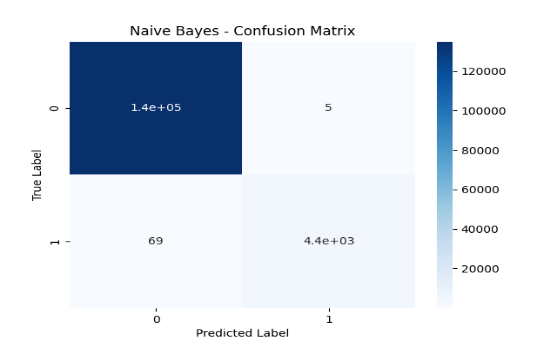 Naive Bayes - Confusion Matrix
True Label
0
1.4e+05
5
1
69
4.4e+03
0
1
Predicted Label
120000
100000
80000
60000
40000
20000